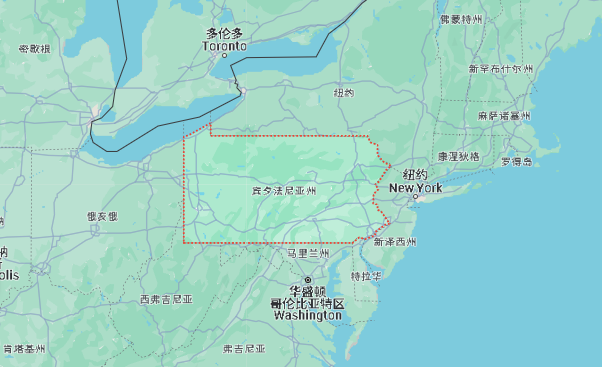 佛蒙特州
多伦多
Toronto
密歇根
新罕布什尔州
纽约
麻萨诸塞州
康涅狄格
罗得岛
纽约
New York
宾夕法尼亚州
俄亥俄
新泽西州
马里兰州
纳
olis
特拉华
华盛顿
哥伦比亚特区
Washington
西弗吉尼亚
肯塔基州
弗吉尼亚